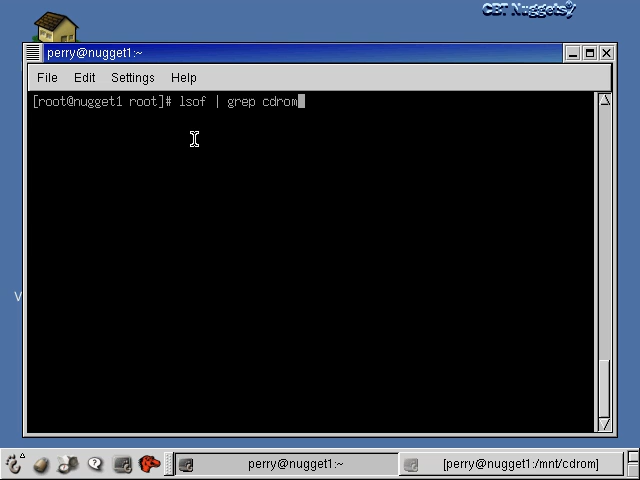 CBT Nuggets
perry@nugget1:~
File Edit Settings Help
[root@nugget1 root]# lsof | grep cdrom
V
perry@nugget1:~ [perry@nugget1:/mnt/cdrom]